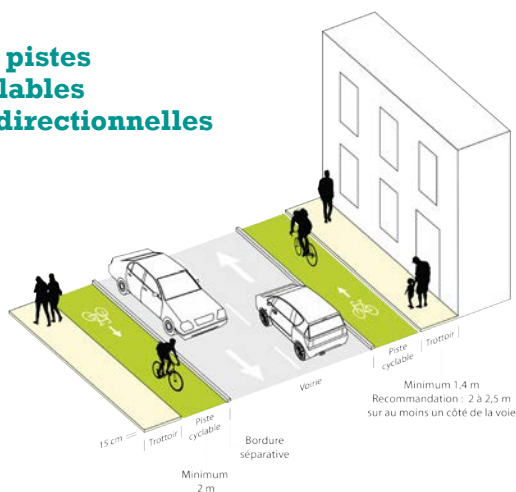 pistes
lables
directionnelles
Piste
cyclable
Trottoir
Voirie
Minimum 1,4 m
Recommandation : 2 à 2,5 m
sur au moins un côté de la voie
15 cm
Trottoir
Piste
cyclable
Bordure
séparative
Minimum
2 m